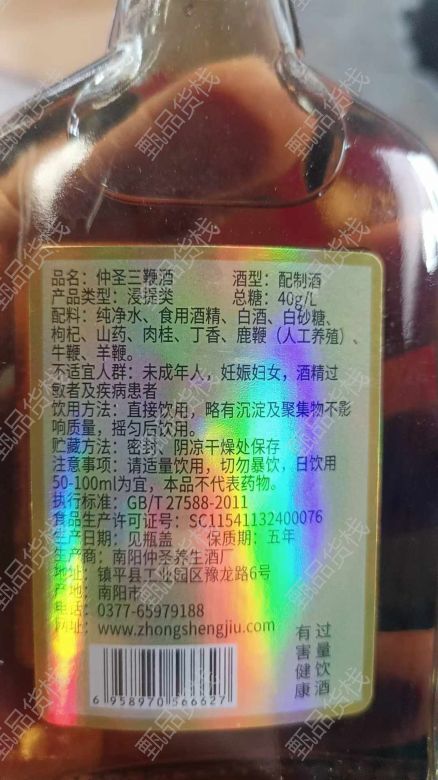 品名：仲圣三鞭酒 酒型：配制酒
产品类型：浸提类 总糖：40g/L
配料：纯净水、食用酒精、白酒、白砂糖、
枸杞、山药、肉桂、丁香、鹿鞭（人工养殖）、
牛鞭、羊鞭。
不适宜人群：未成年人，妊娠妇女，酒精过
敏者及疾病患者
饮用方法：直接饮用，略有沉淀及聚集物不影
响质量，摇匀后饮用。
贮藏方法：密封、阴凉干燥处保存
注意事项：请适量饮用，切勿暴饮，日饮用
50-100ml为宜，本品不代表药物。
执行标准：GB/T 27588-2011
食品生产许可证号：SC11541132400076
生产日期：见瓶盖 保质期：五年
生产商：南阳仲圣养生酒厂
地址：镇平县工业园区豫龙路6号
产地：南阳市
电话：0377-65979188
网址：www.zhongshengjiu.com
过量饮酒
有害健康
6 958970 566627
甄品货栈